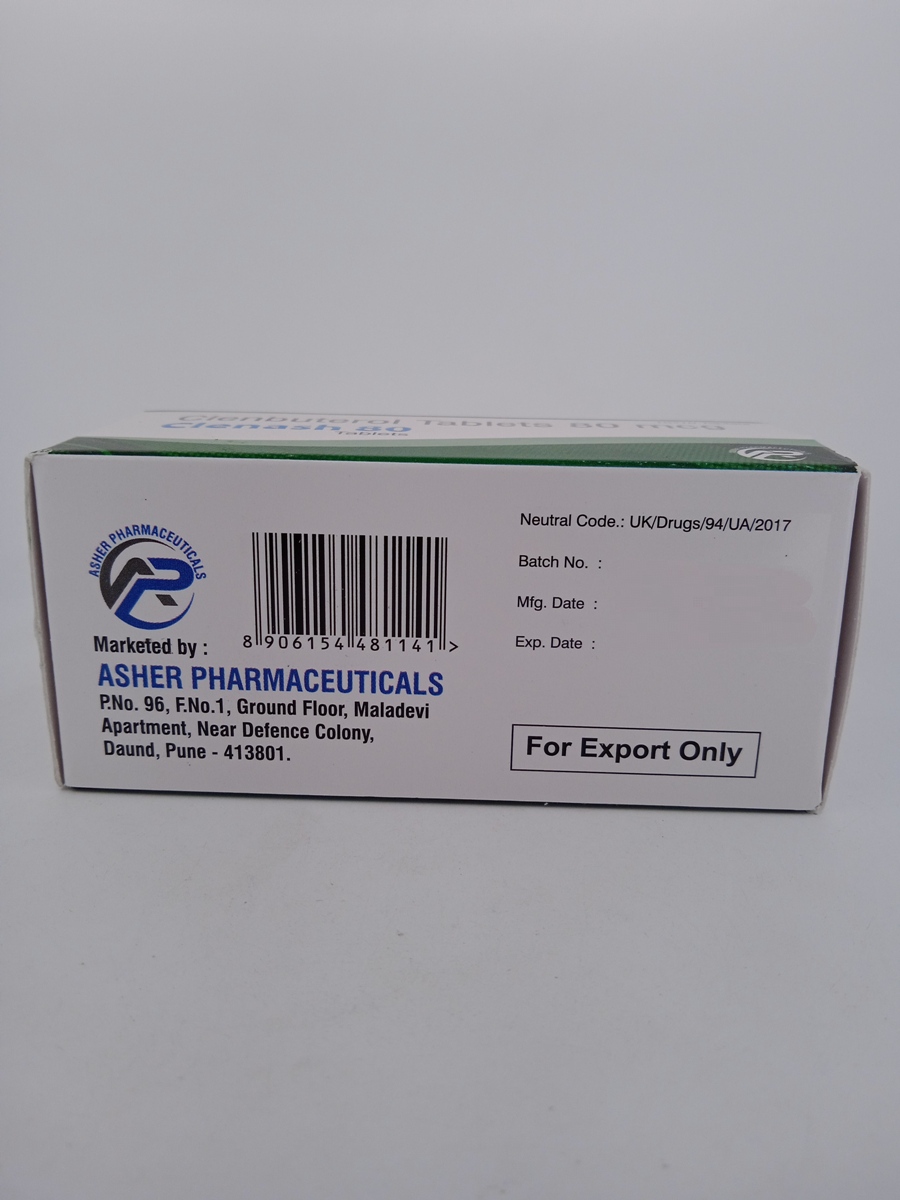 Clenbuterol Tablets 80 mcg
Clenash 80
Tablets
ASHER PHARMACEUTICALS
Marketed by :
8 906154 481141 >
ASHER PHARMACEUTICALS
P.No. 96, F.No.1, Ground Floor, Maladevi
Apartment, Near Defence Colony,
Daund, Pune - 413801.
Neutral Code.: UK/Drugs/94/UA/2017
Batch No. :
Mfg. Date :
Exp. Date :
For Export Only